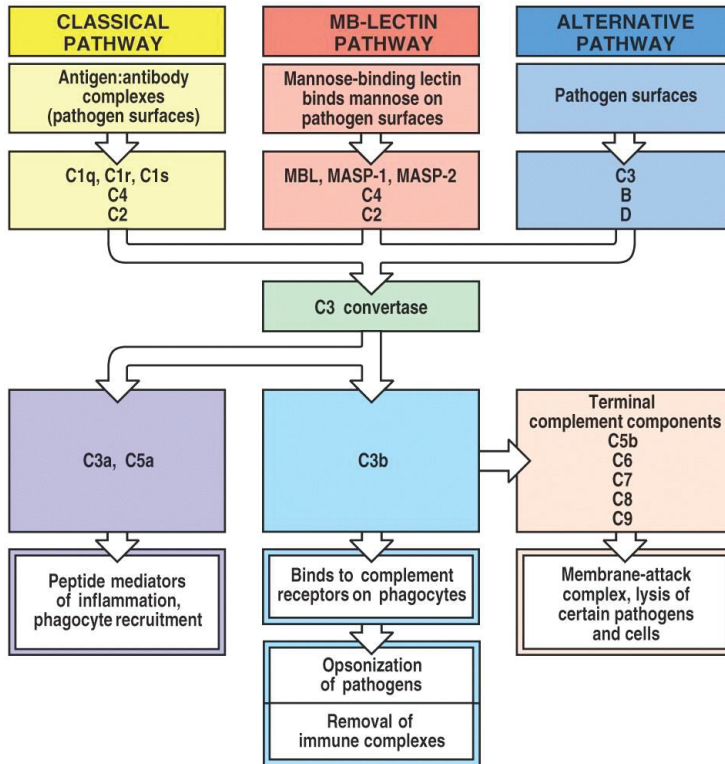 CLASSICAL
PATHWAY
MB-LECTIN
PATHWAY
ALTERNATIVE
PATHWAY
Antigen:antibody
complexes
(pathogen surfaces)
Mannose-binding lectin
binds mannose on
pathogen surfaces
Pathogen surfaces
C1q, C1r, C1s
C4
C2
MBL, MASP-1, MASP-2
C4
C2
C3
B
D
C3 convertase
C3a, C5a
C3b
Terminal
complement components
C5b
C6
C7
C8
C9
Peptide mediators
of inflammation,
phagocyte recruitment
Binds to complement
receptors on phagocytes
Membrane-attack
complex, lysis of
certain pathogens
and cells
Opsonization
of pathogens
Removal of
immune complexes